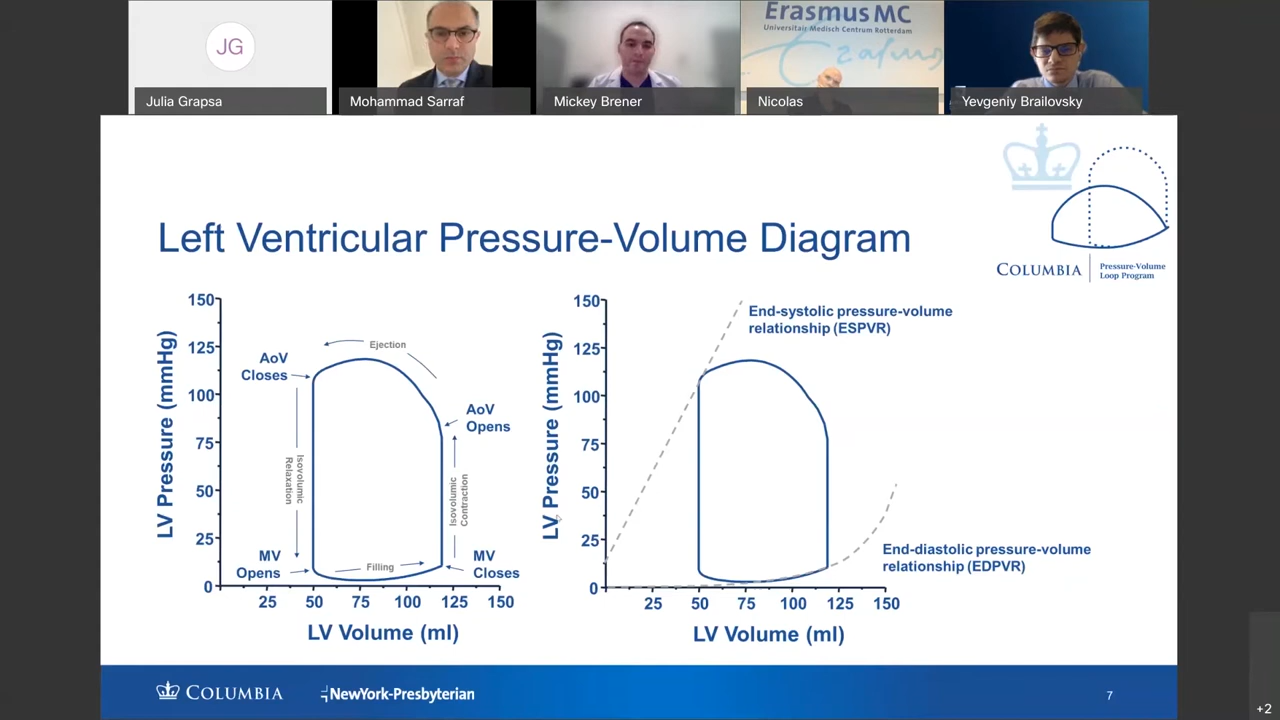 JG
Julia Grapsa
Mohammad Sarraf
Mickey Brener
Erasmus MC
Universitair Medisch Centrum Rotterdam
Erasmus
Nicolas
Yevgeniy Brailovsky
COLUMBIA
Pressure-Volume
Loop Program
Left Ventricular Pressure-Volume Diagram
LV Pressure (mmHg)
150
125
100
75
50
25
0
AoV
Closes
Ejection
AoV
Opens
Isovolumic
Relaxation
Isovolumic
Contraction
MV
Opens
Filling
MV
Closes
25 50 75 100 125 150
LV Volume (ml)
LV Pressure (mmHg)
150
125
100
75
50
25
0
End-systolic pressure-volume
relationship (ESPVR)
End-diastolic pressure-volume
relationship (EDPVR)
25 50 75 100 125 150
LV Volume (ml)
COLUMBIA
NewYork-Presbyterian
7
+2